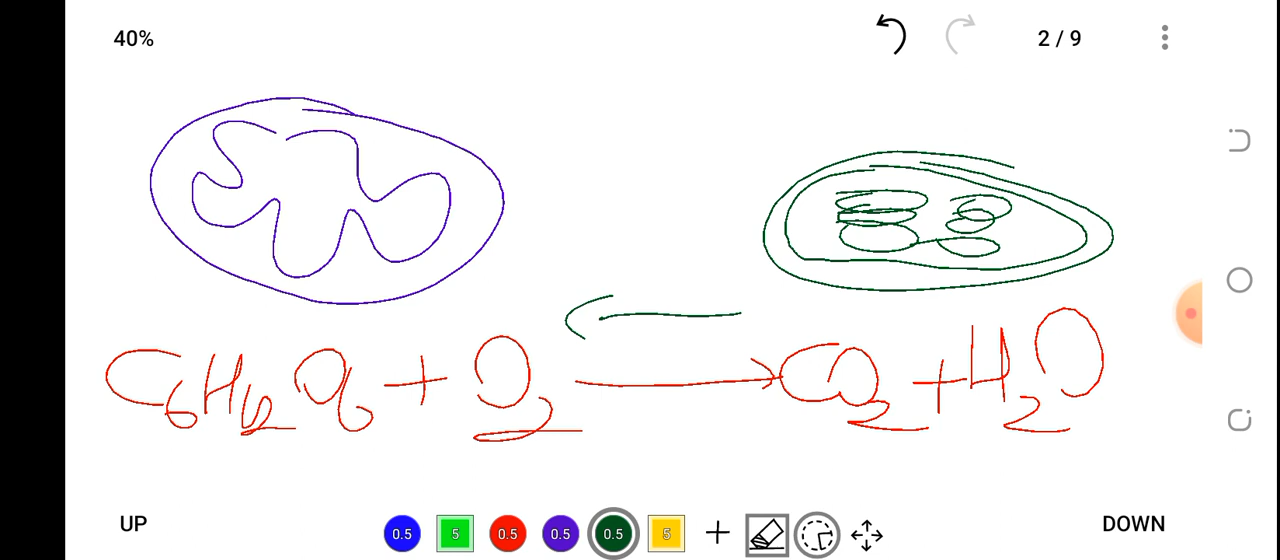 40%
2 / 9
C₆H₁₂O₆ + O₂ → CO₂ + H₂O
UP
0.5 5 0.5 0.5 0.5 5
DOWN